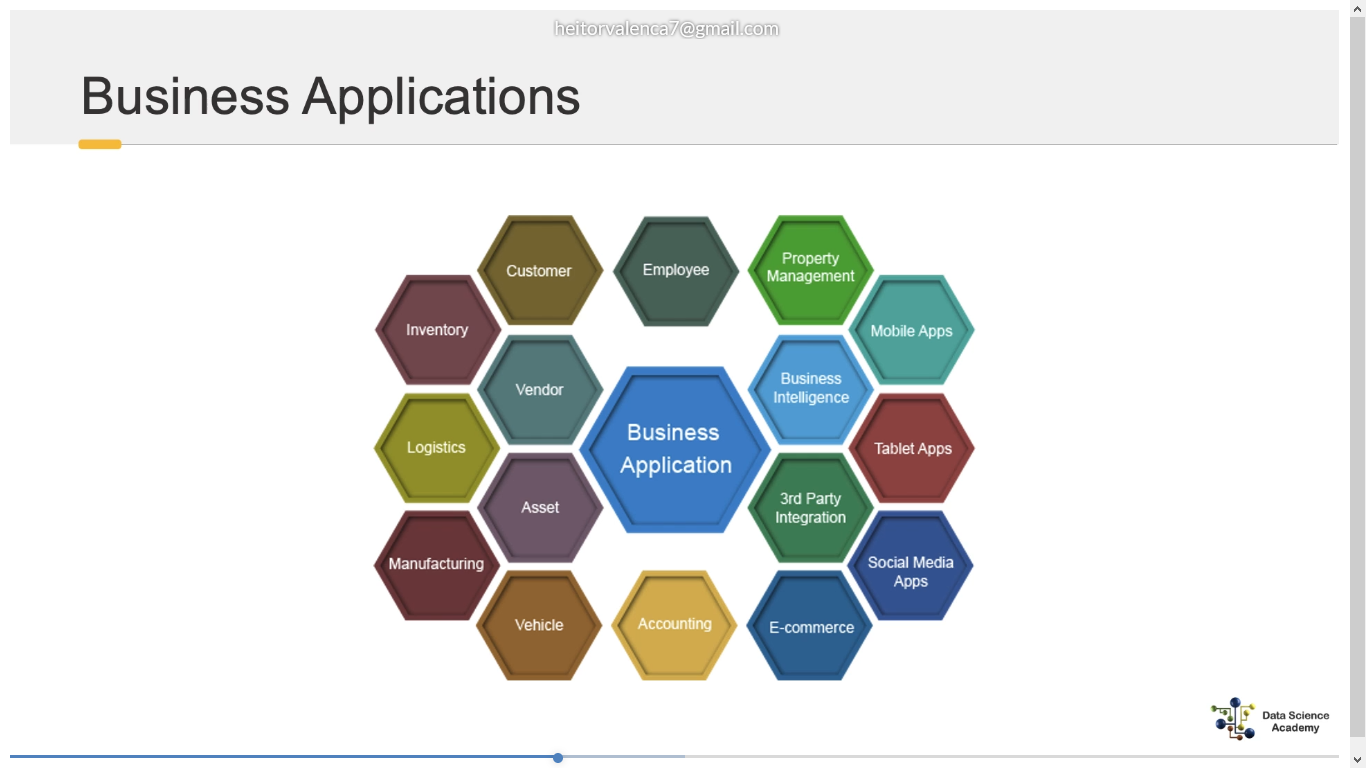 heitorvalenca7@gmail.com
Business Applications
Customer
Employee
Property
Management
Inventory
Mobile Apps
Vendor
Business
Intelligence
Logistics
Business
Application
Tablet Apps
Asset
3rd Party
Integration
Manufacturing
Social Media
Apps
Vehicle
Accounting
E-commerce
Data Science
Academy